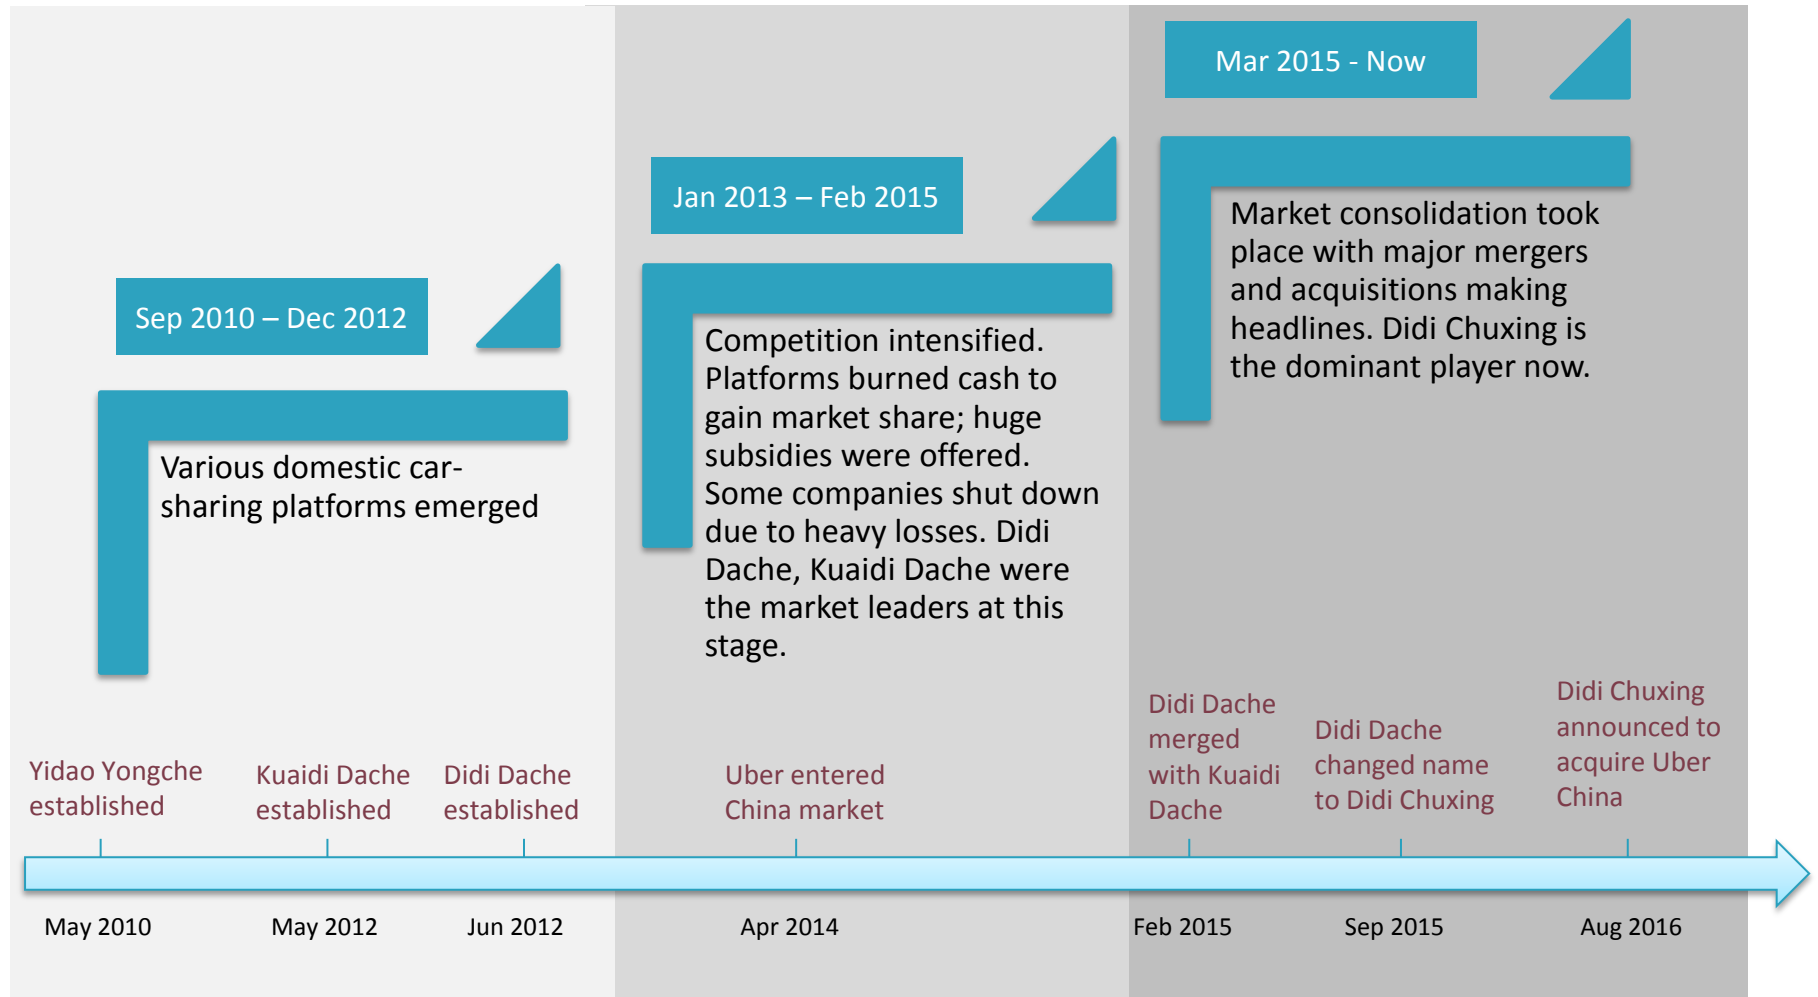 Sep 2010 – Dec 2012
Various domestic car-
sharing platforms emerged
Jan 2013 – Feb 2015
Competition intensified.
Platforms burned cash to
gain market share; huge
subsidies were offered.
Some companies shut down
due to heavy losses. Didi
Dache, Kuaidi Dache were
the market leaders at this
stage.
Mar 2015 - Now
Market consolidation took
place with major mergers
and acquisitions making
headlines. Didi Chuxing is
the dominant player now.
Yidao Yongche
established
Kuaidi Dache
established
Didi Dache
established
Uber entered
China market
Didi Dache
merged
with Kuaidi
Dache
Didi Dache
changed name
to Didi Chuxing
Didi Chuxing
announced to
acquire Uber
China
May 2010
May 2012
Jun 2012
Apr 2014
Feb 2015
Sep 2015
Aug 2016